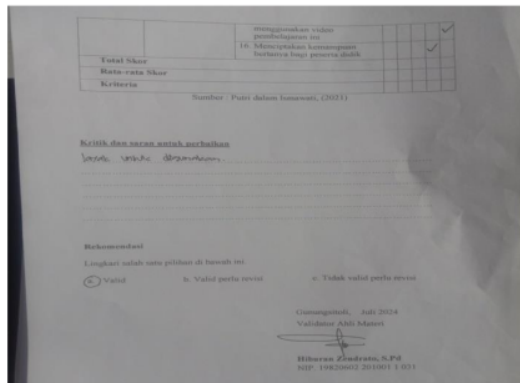 menggunakan video
pembelajaran ini
16. Menciptakan kemampuan
bertanya bagi peserta didik
Total Skor
Rata-rata Skor
Kriteria
Sumber : Putri dalam Ismawati, (2021)
Kritik dan saran untuk perbaikan
untuk digunakan.
Rekomendasi
Lingkari salah satu pilihan di bawah ini
a. Valid b. Valid perlu revisi c. Tidak valid perlu revisi
Gunungsitoli, Juli 2024
Validator Ahli Materi
Hiburan Zendrato, S.Pd
NIP. 19820602 201001 1 031